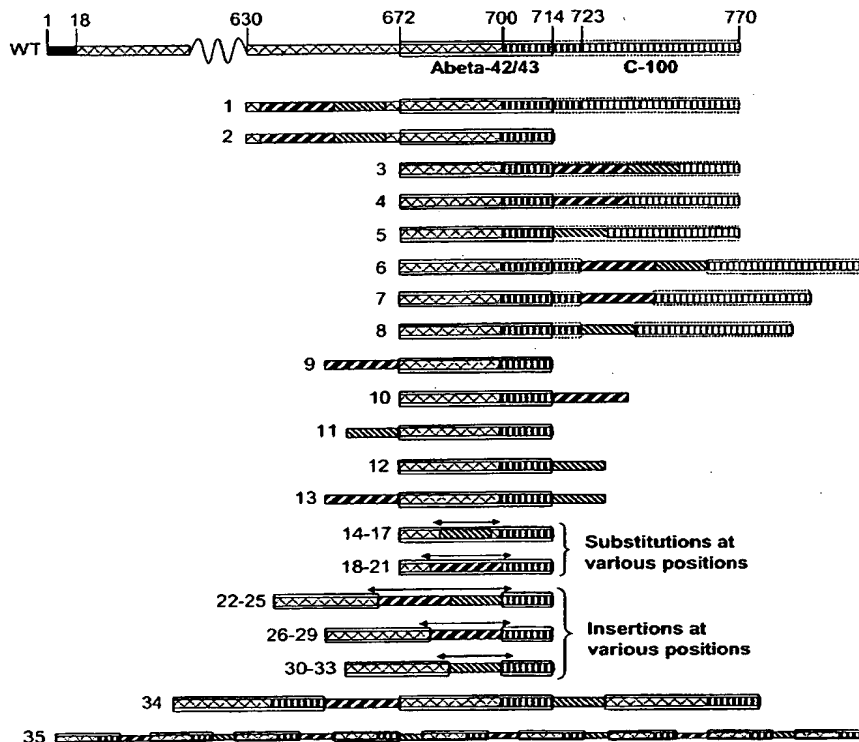 1 18 630 672 700 714 723 770
WT
Abeta-42/43 C-100
1
2
3
4
5
6
7
8
9
10
11
12
13
14-17
18-21
Substitutions at
various positions
22-25
26-29
30-33
Insertions at
various positions
34
35